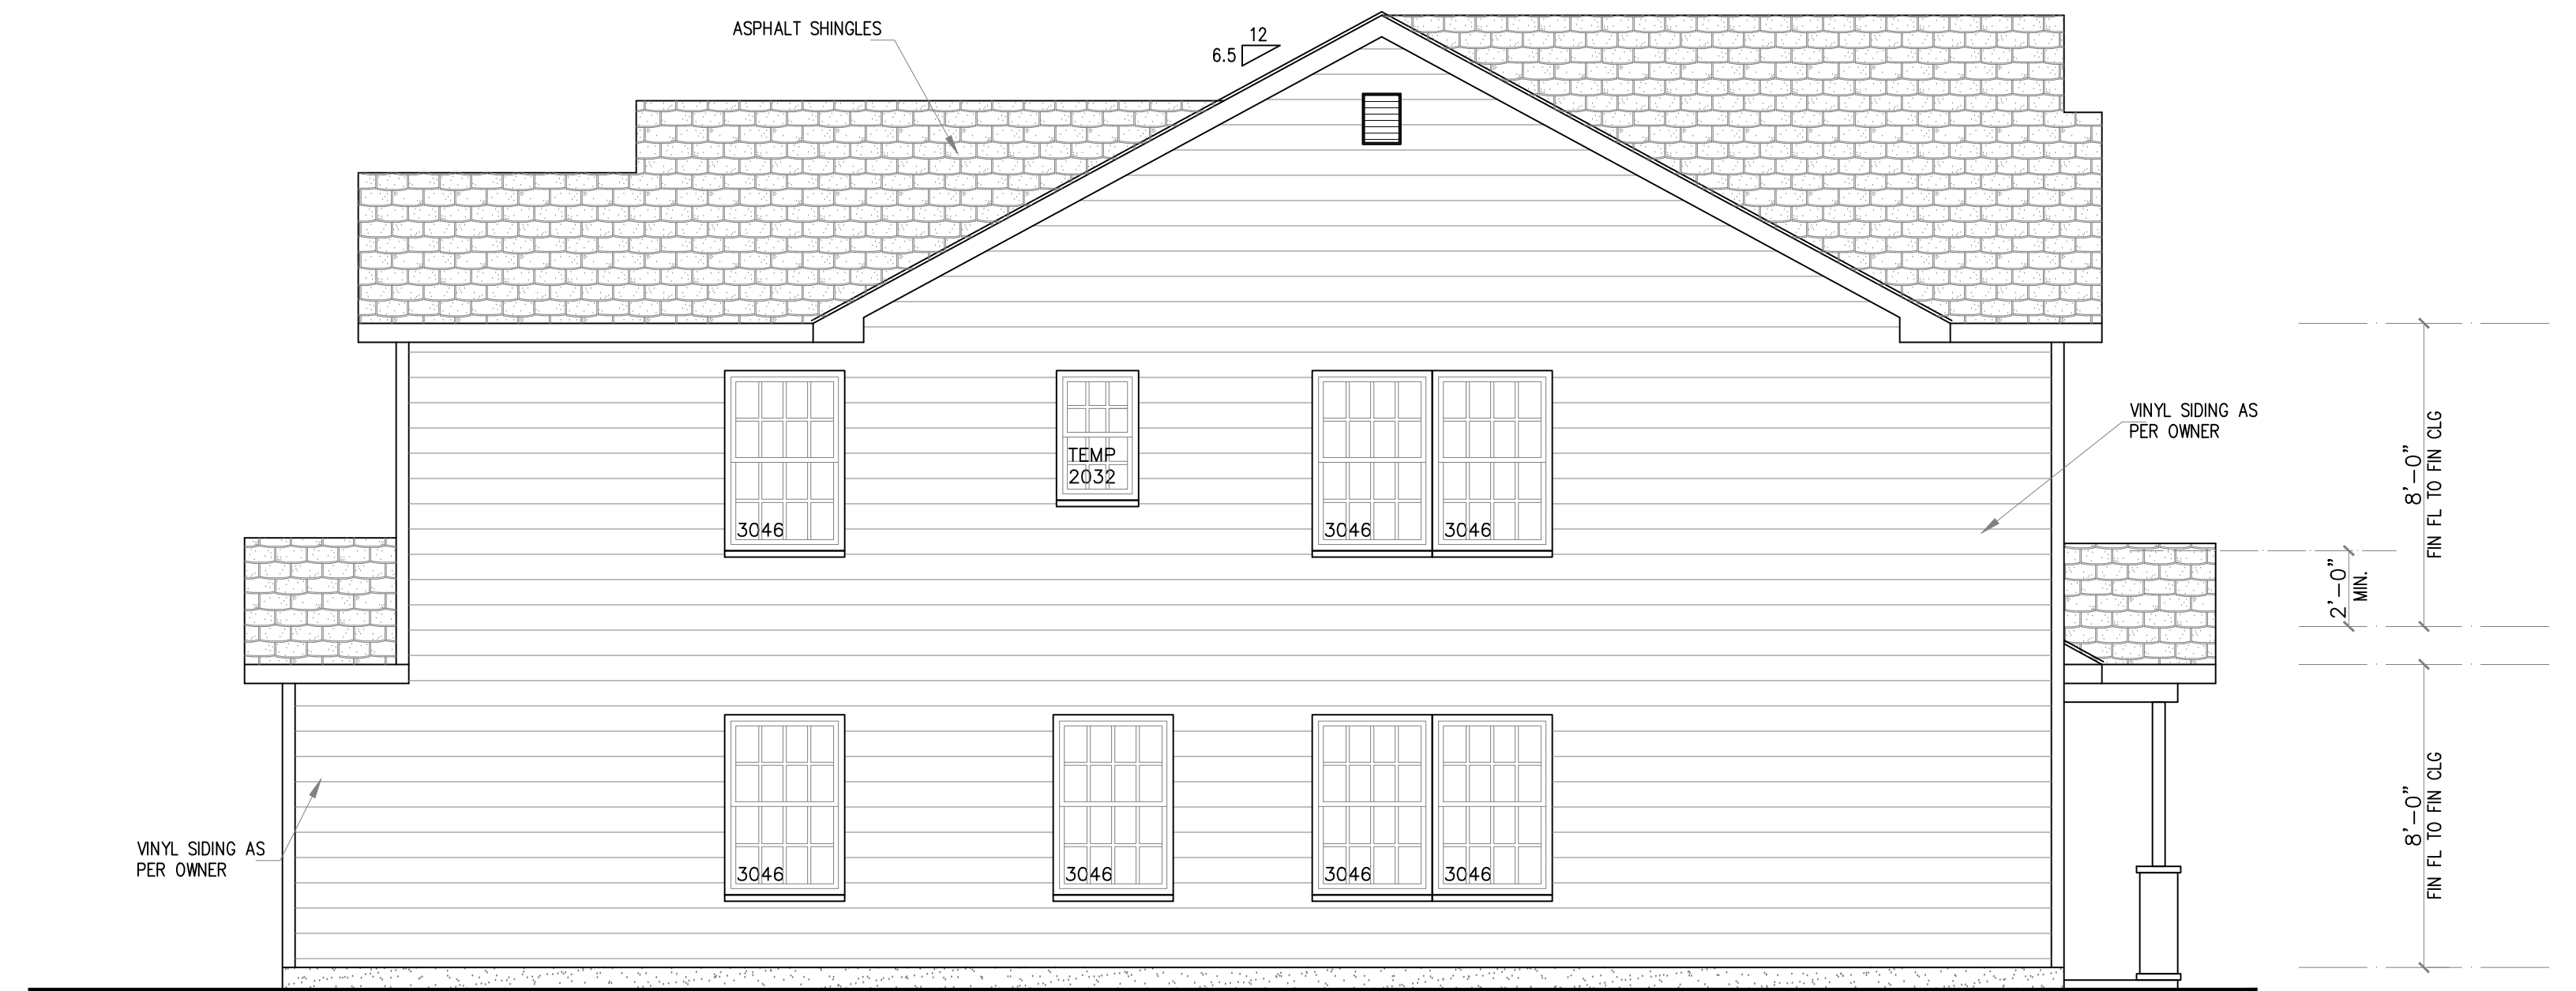 ASPHALT SHINGLES
12
6.5
VINYL SIDING AS
PER OWNER
8'-0"
FIN FL TO FIN CLG
TEMP
2032
3046
3046
3046
2'-0"
MIN.
8'-0"
FIN FL TO FIN CLG
VINYL SIDING AS
PER OWNER
3046
3046
3046
3046